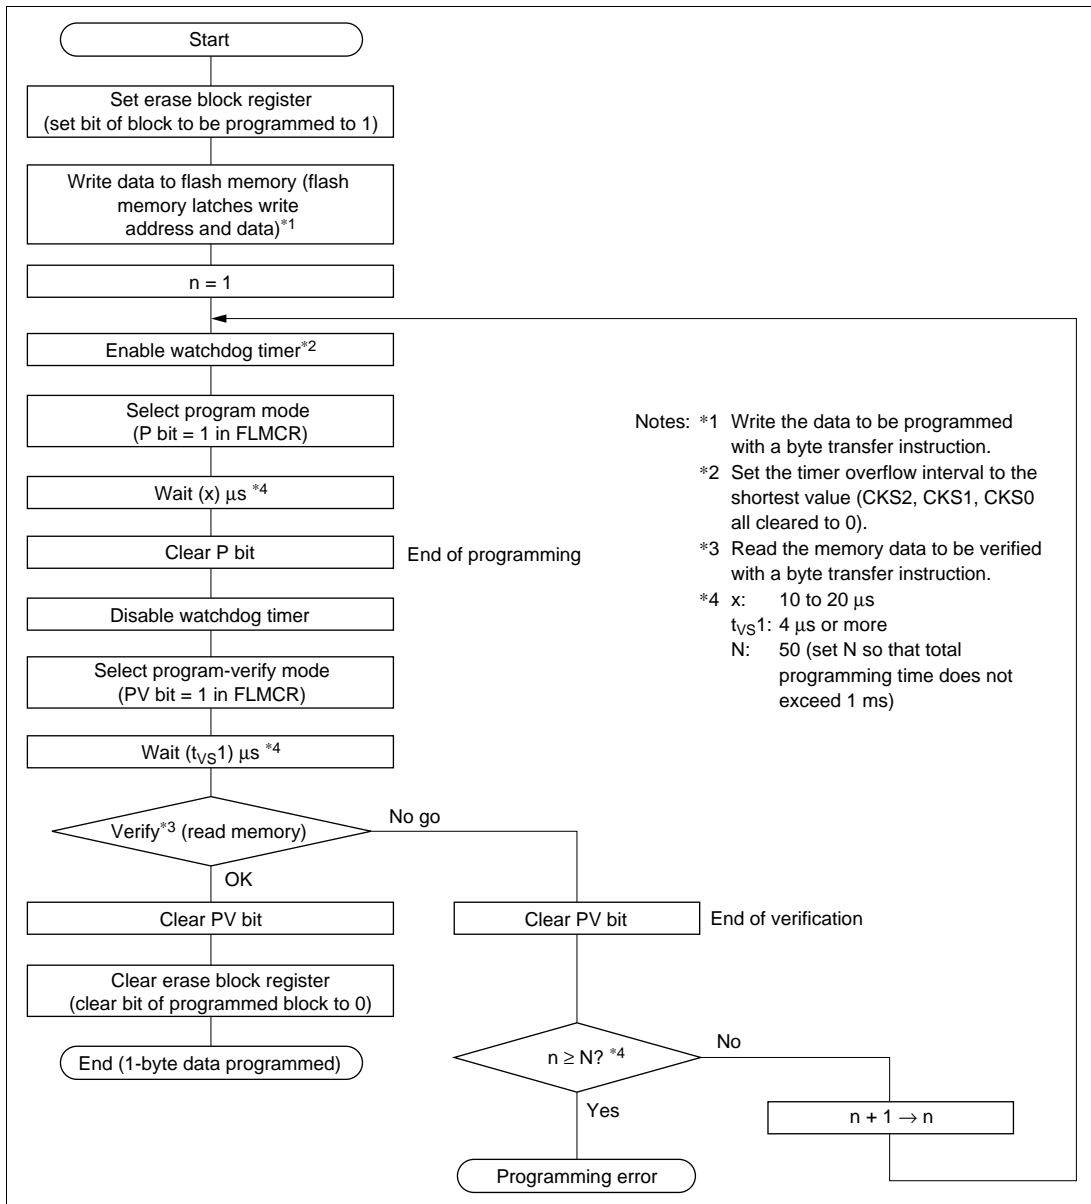 Start
Set erase block register
(set bit of block to be programmed to 1)
Write data to flash memory (flash
memory latches write
address and data)*1
n = 1
Enable watchdog timer*2
Select program mode
(P bit = 1 in FLMCR)
Wait (x) μs *4
Clear P bit
End of programming
Disable watchdog timer
Select program-verify mode
(PV bit = 1 in FLMCR)
Wait (tVS1) μs *4
Verify*3 (read memory)
No go
OK
Clear PV bit
Clear PV bit
End of verification
Clear erase block register
(clear bit of programmed block to 0)
End (1-byte data programmed)
n ≥ N? *4
No
Yes
n + 1 → n
Programming error
Notes: *1 Write the data to be programmed
with a byte transfer instruction.
*2 Set the timer overflow interval to the
shortest value (CKS2, CKS1, CKS0
all cleared to 0).
*3 Read the memory data to be verified
with a byte transfer instruction.
*4 x: 10 to 20 μs
tVS1: 4 μs or more
N: 50 (set N so that total
programming time does not
exceed 1 ms)